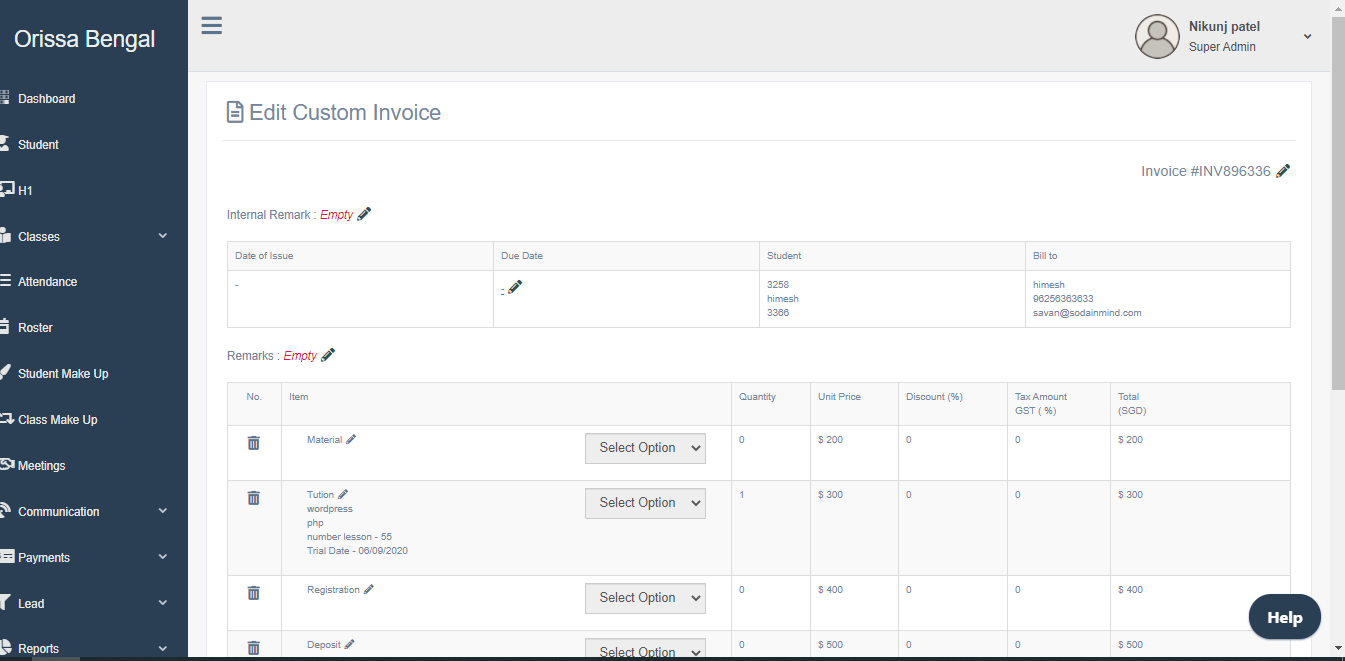 Orissa Bengal
Nikunj patel
Super Admin
Dashboard
Student
H1
Classes
Attendance
Roster
Student Make Up
Class Make Up
Meetings
Communication
Payments
Lead
Reports
Edit Custom Invoice
Invoice #INV896336
Internal Remark : Empty
Date of Issue Due Date Student Bill to
- - 3258 himesh
himesh 96256363633
3366 savan@sodainmind.com
Remarks : Empty
No. Item Quantity Unit Price Discount (%) Tax Amount Total
GST ( %) (SGD)
Material Select Option 0 $ 200 0 0 $ 200
Tution Select Option 1 $ 300 0 0 $ 300
wordpress
php
number lesson - 55
Trial Date - 06/09/2020
Registration Select Option 0 $ 400 0 0 $ 400
Deposit Select Option 0 $ 500 0 0 $ 500
Help